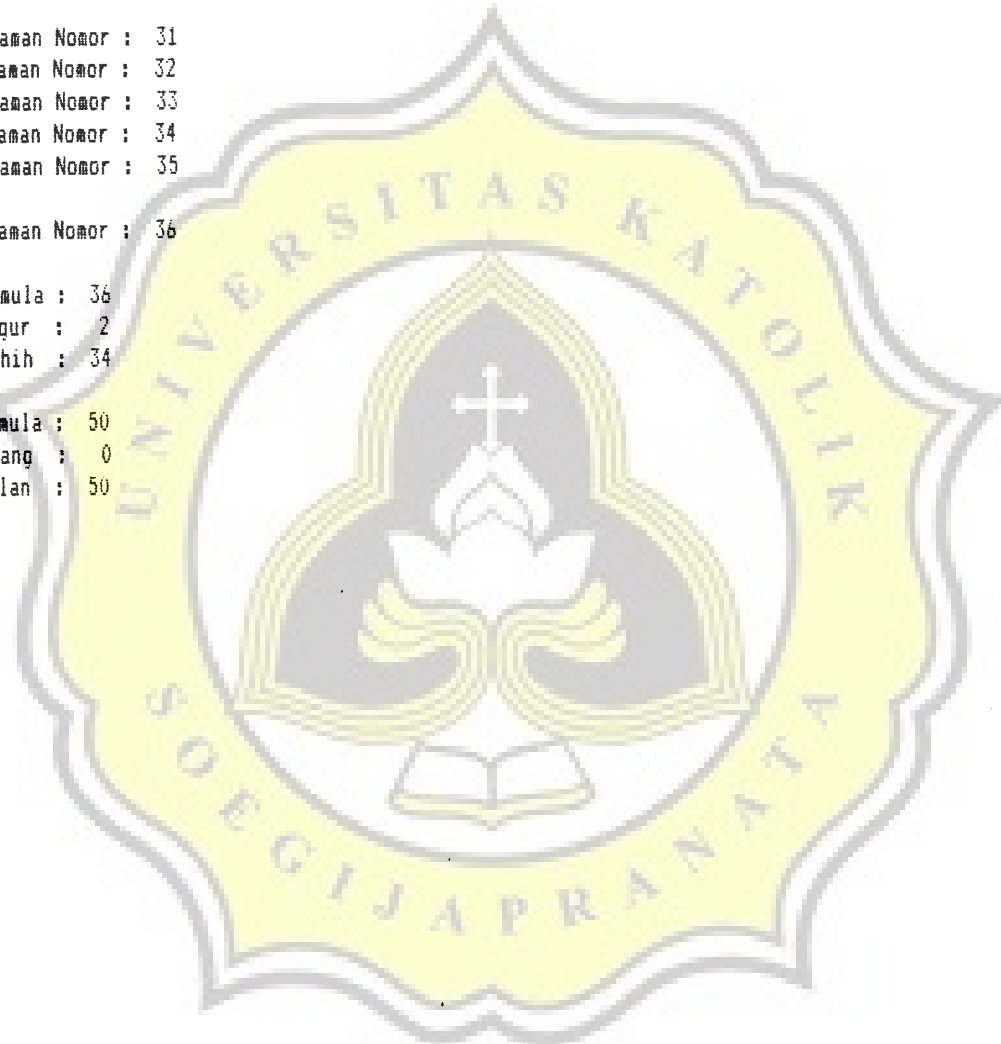 aman Nomor : 31
aman Nomor : 32
aman Nomor : 33
aman Nomor : 34
aman Nomor : 35
aman Nomor : 36
mula : 36
gur : 2
hih : 34
mula : 50
ang : 0
lan : 50
UNIVERSITAS KATOLIK
SOEGIJAPRANATA